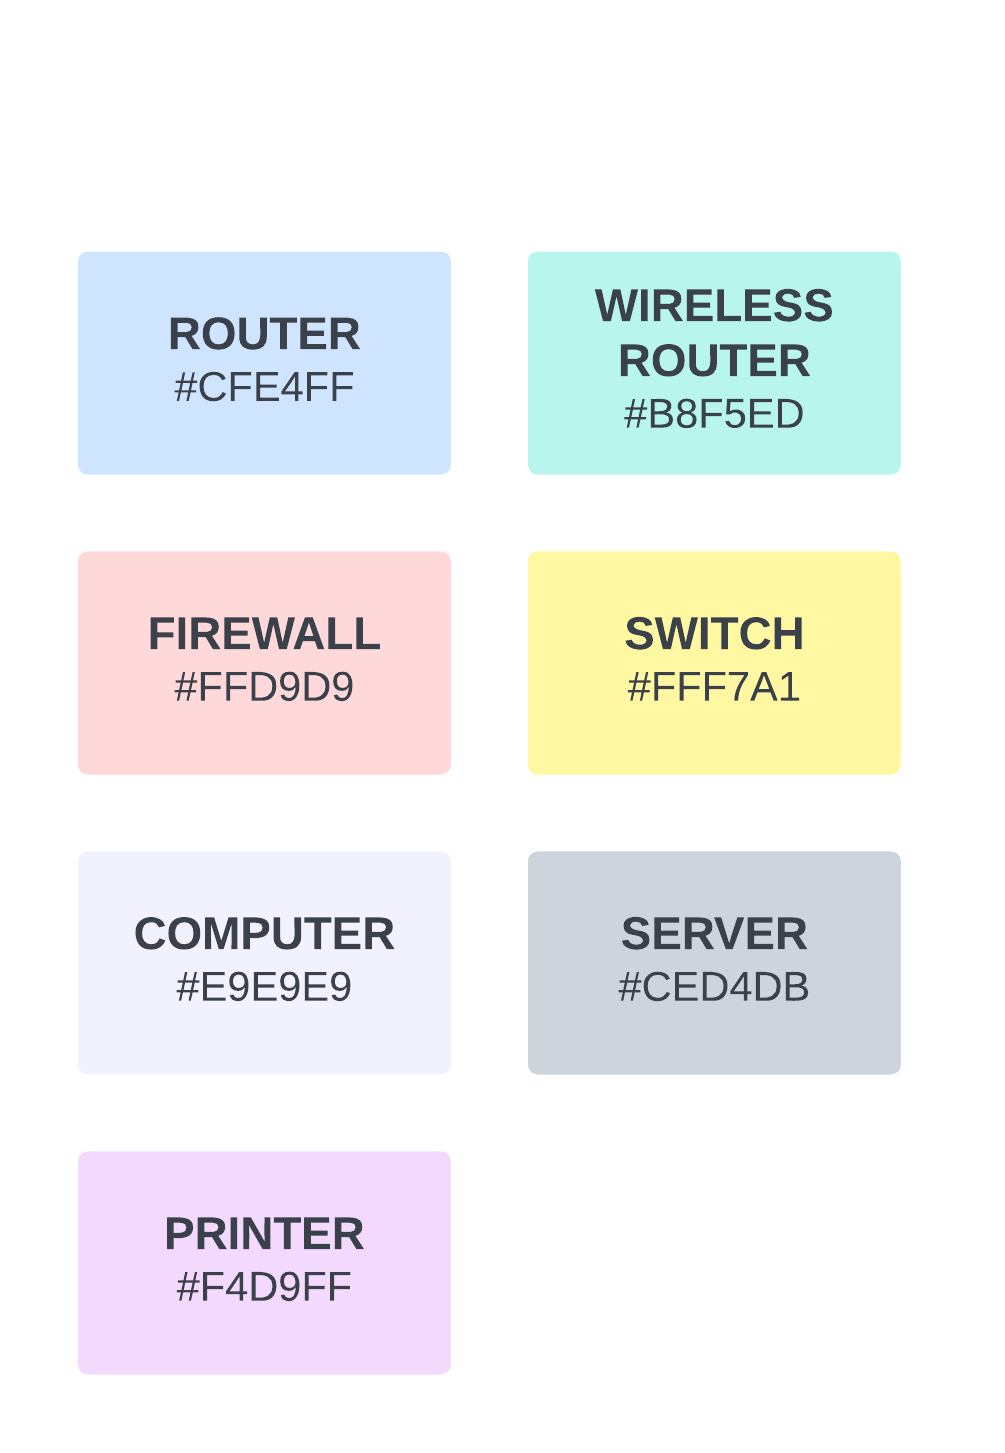 ROUTER
#CFE4FF
WIRELESS
ROUTER
#B8F5ED
FIREWALL
#FFD9D9
SWITCH
#FFF7A1
COMPUTER
#E9E9E9
SERVER
#CED4DB
PRINTER
#F4D9FF